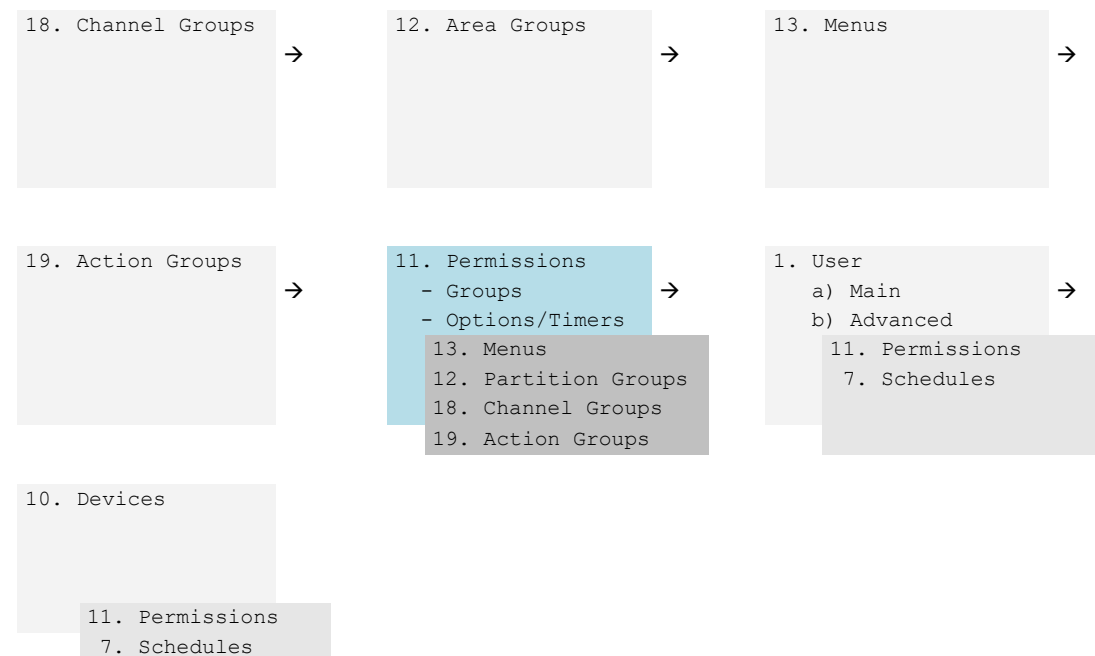 18. Channel Groups
→
12. Area Groups
→
13. Menus
→
19. Action Groups
→
11. Permissions
- Groups
- Options/Timers
→
13. Menus
12. Partition Groups
18. Channel Groups
19. Action Groups
1. User
a) Main
b) Advanced
→
11. Permissions
7. Schedules
10. Devices
11. Permissions
7. Schedules